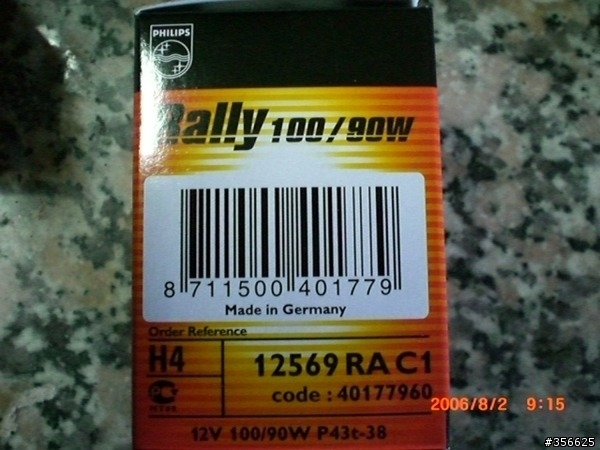 PHILIPS
Rally 100/90W
8 711500 401779
Made in Germany
Order Reference
H4
12569 RA C1
code : 40177960
12V 100/90W P43t-38
2006/8/2 9:15
#356625